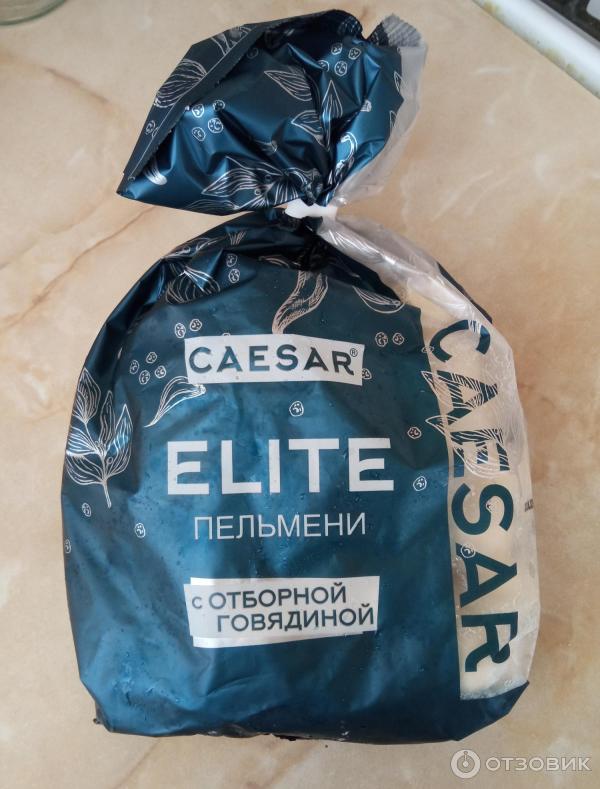 CAESAR®
ELITE
ПЕЛЬМЕНИ
с ОТБОРНОЙ
ГОВЯДИНОЙ
CAESAR
ОТЗОВИК